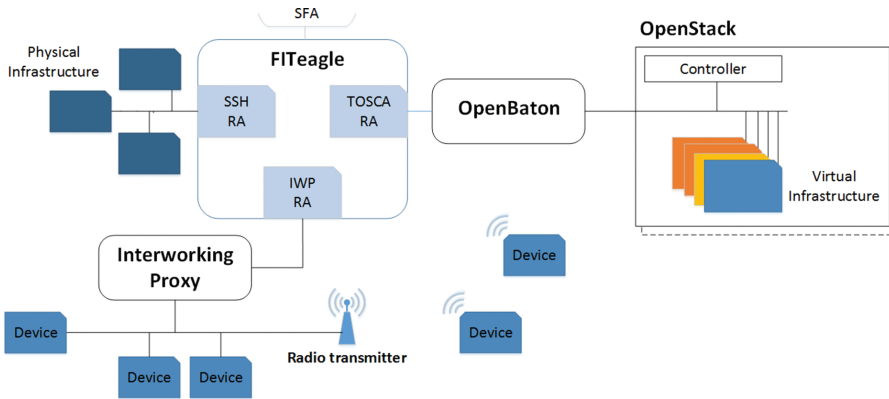 SFA
OpenStack
Physical
Infrastructure
FITeagle
Controller
SSH
RA
TOSCA
RA
OpenBaton
IWP
RA
Virtual
Infrastructure
Interworking
Proxy
Device
Device
Device
Radio transmitter
Device
Device
Device